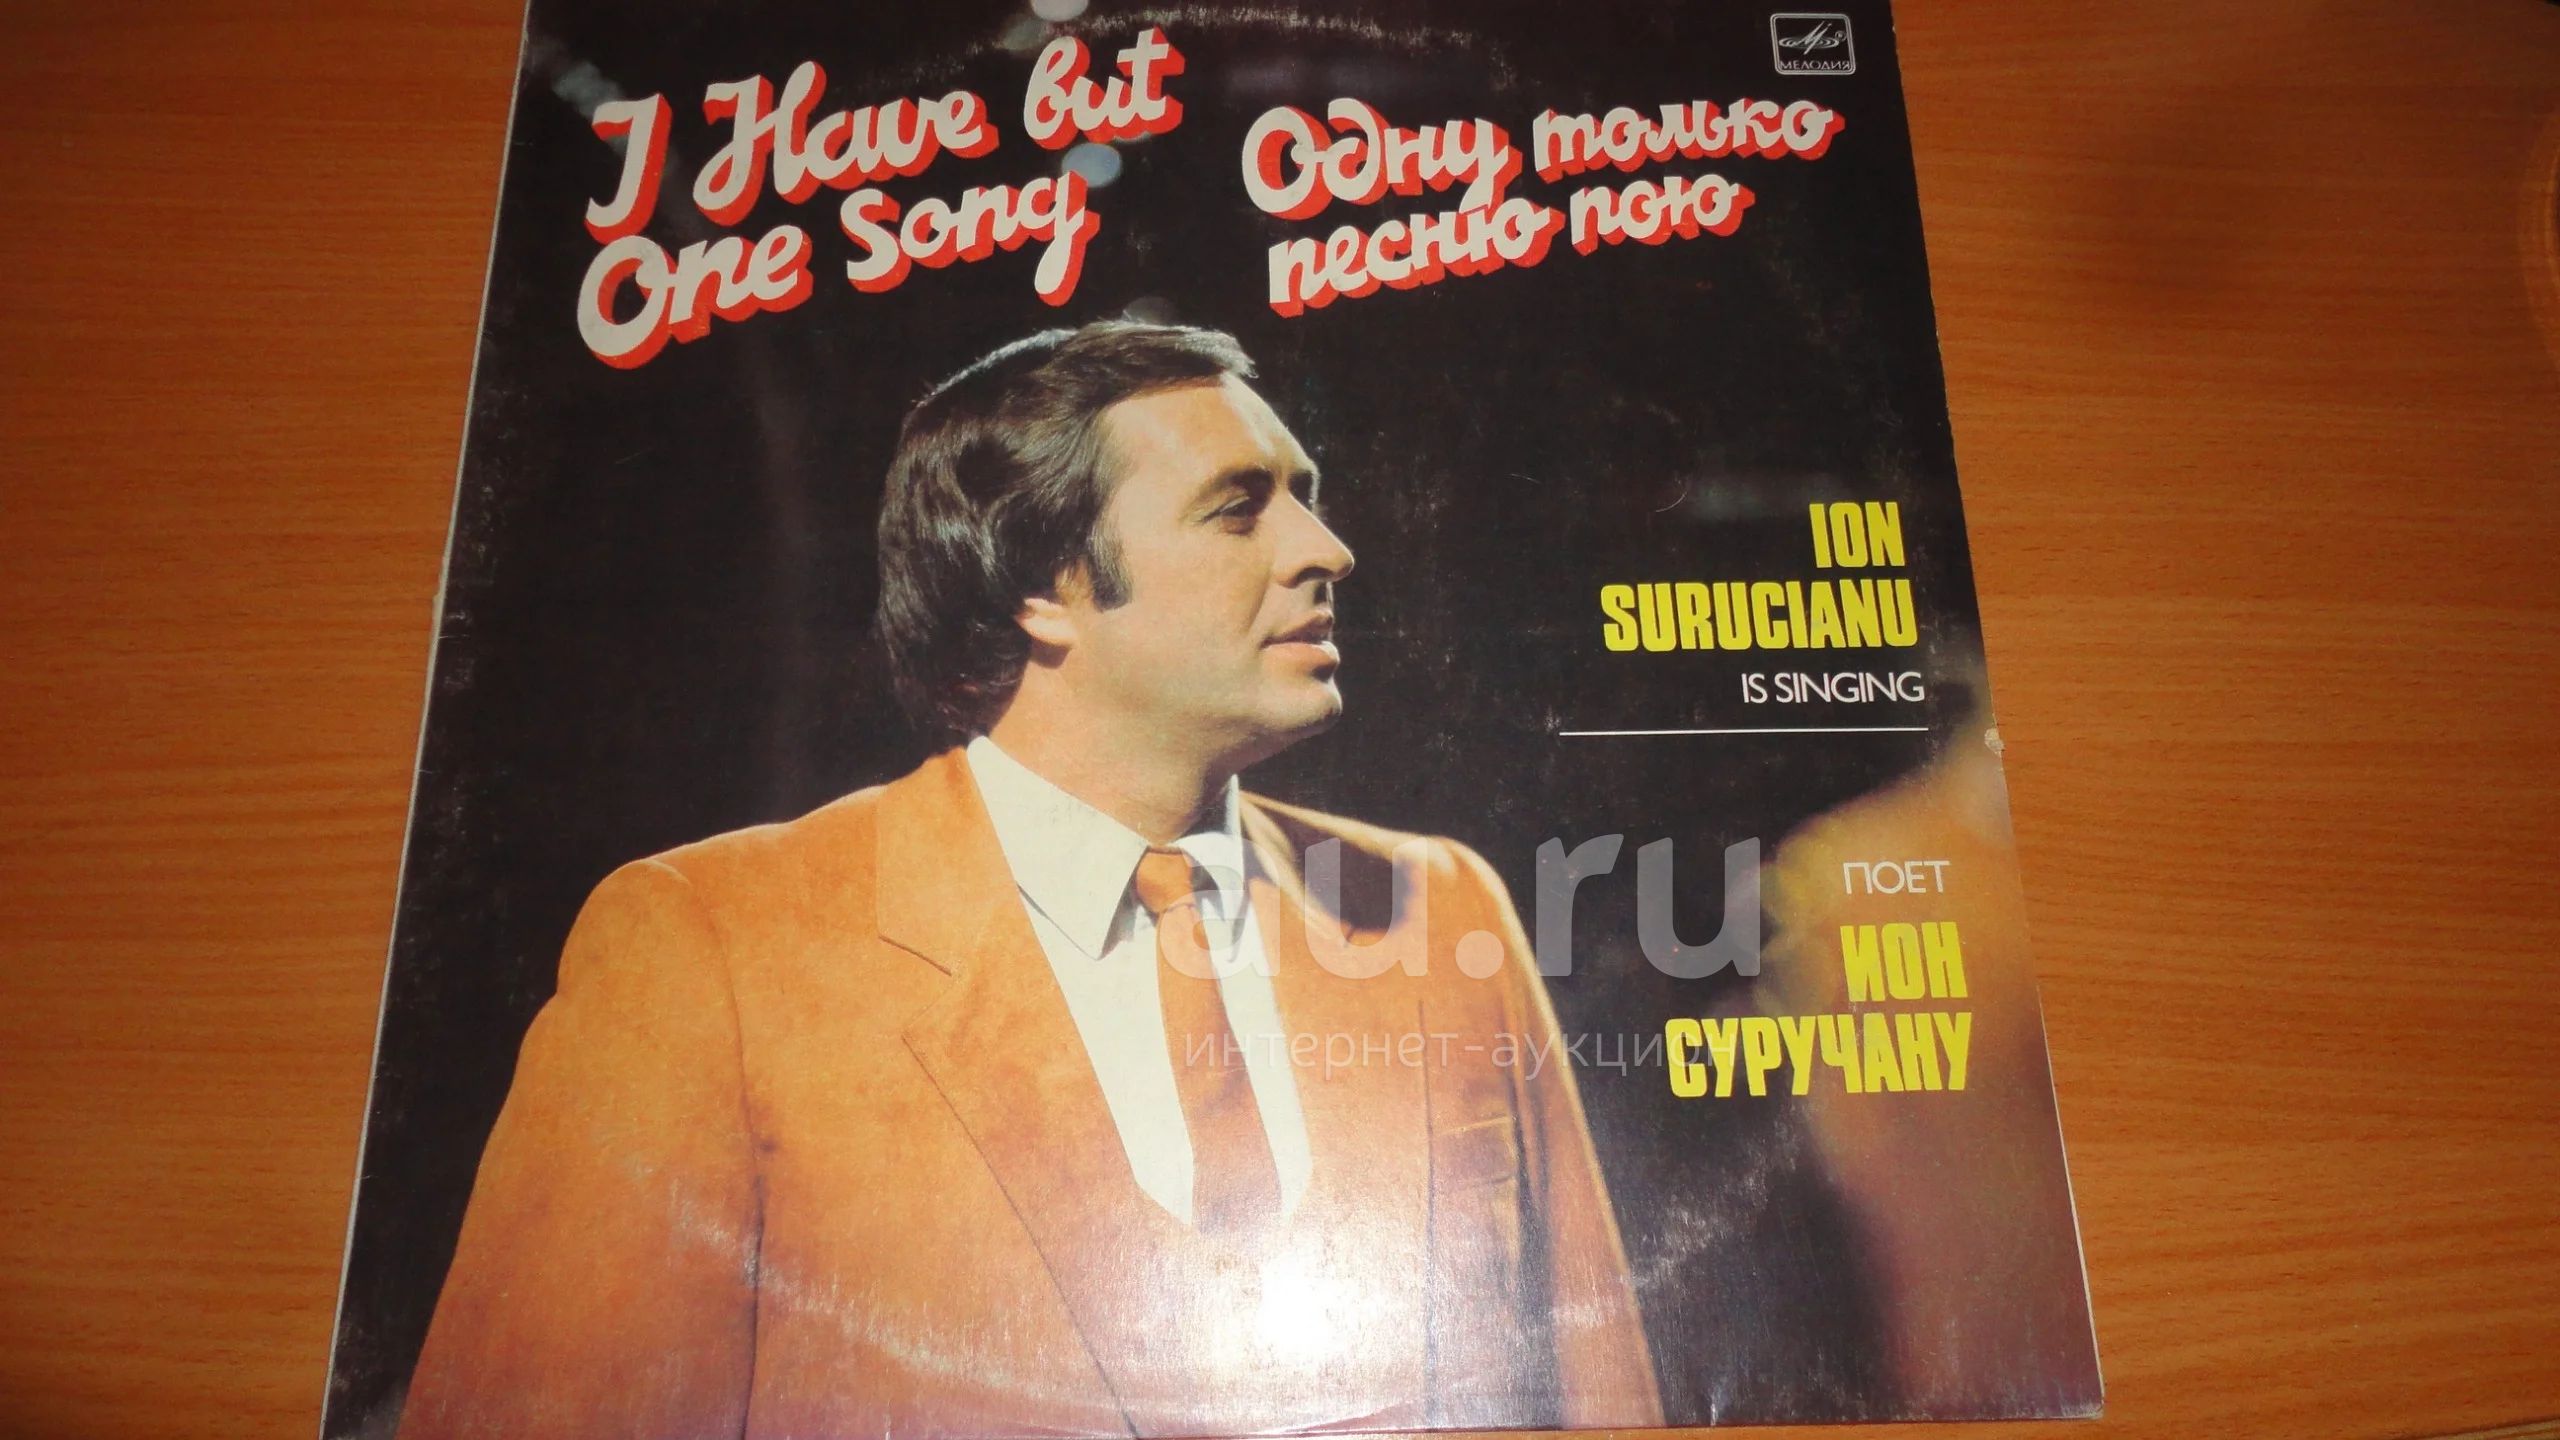 МЕЛОДИЯ
I Have but
One Song
Одну только
песню пою
ION
SURUCIANU
IS SINGING
ПОЕТ
ИОН
СУРУЧАНУ
au.ru
интернет-аукцион